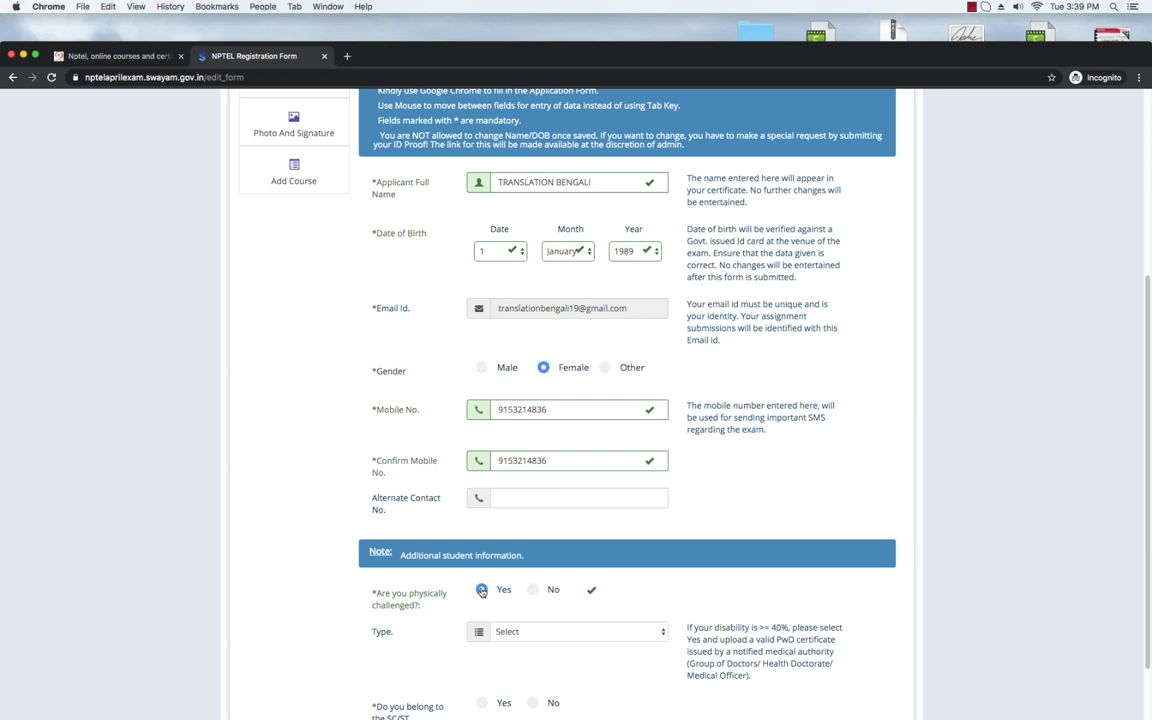 Chrome File Edit View History Bookmarks People Tab Window Help Tue 3:39 PM
Nptel, online courses and cert NPTEL Registration Form
nptelaprilexam.swayam.gov.in/edit_form Incognito
Kindly use Google Chrome to fill in the Application Form.
Use Mouse to move between fields for entry of data instead of using Tab Key.
Fields marked with * are mandatory.
You are NOT allowed to change Name/DOB once saved. If you want to change, you have to make a special request by submitting
your ID Proof! The link for this will be made available at the discretion of admin.
Photo And Signature
Add Course
*Applicant Full
Name
TRANSLATION BENGALI
The name entered here will appear in
your certificate. No further changes will
be entertained.
*Date of Birth
Date Month Year
1 January 1989
Date of birth will be verified against a
Govt. issued Id card at the venue of the
exam. Ensure that the data given is
correct. No changes will be entertained
after this form is submitted.
*Email Id.
translationbengali19@gmail.com
Your email id must be unique and is
your identity. Your assignment
submissions will be identified with this
Email id.
*Gender
Male Female Other
*Mobile No.
9153214836
The mobile number entered here, will
be used for sending important SMS
regarding the exam.
*Confirm Mobile
No.
9153214836
Alternate Contact
No.
Note: Additional student information.
*Are you physically
challenged?:
Yes No
Type.
Select
If your disability is >= 40%, please select
Yes and upload a valid PwD certificate
issued by a notified medical authority
(Group of Doctors/ Health Doctorate/
Medical Officer).
*Do you belong to
the SC/ST
Yes No